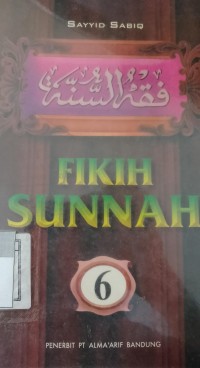 SAYYID SABIQ
فقه السنة
FIKIH
SUNNAH
6
PENERBIT PT ALMA'ARIF BANDUNG